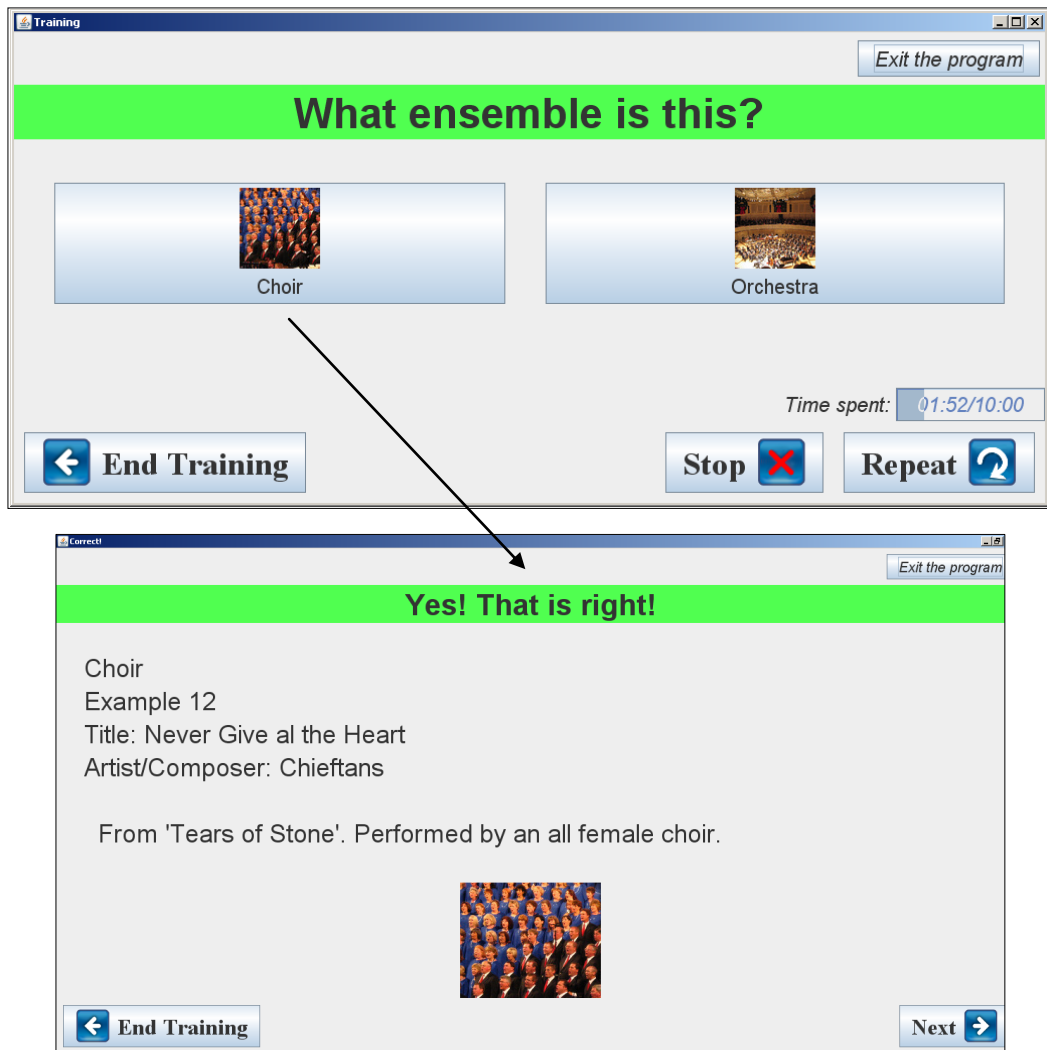 Training
Exit the program
What ensemble is this?
Choir
Orchestra
Time spent: 01:52/10:00
End Training
Stop
Repeat
Correct!
Exit the program
Yes! That is right!
Choir
Example 12
Title: Never Give al the Heart
Artist/Composer: Chieftans
From 'Tears of Stone'. Performed by an all female choir.
End Training
Next